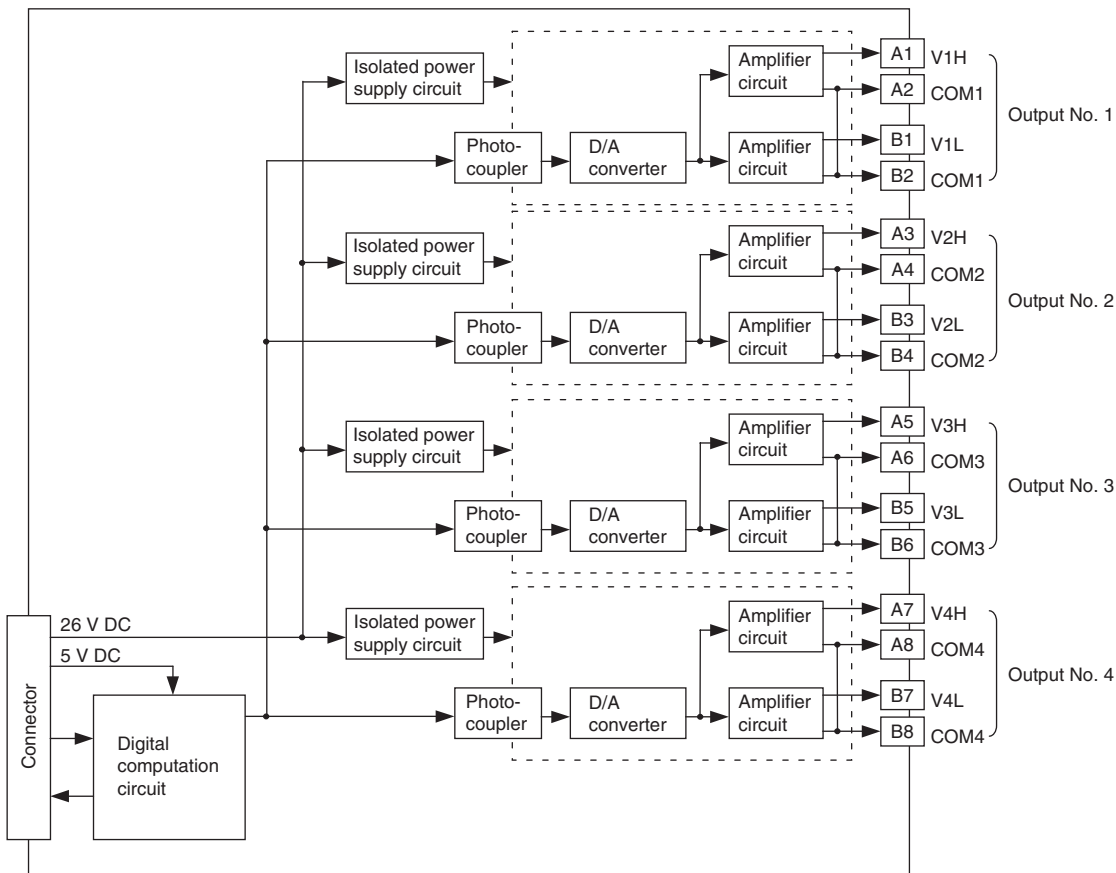 Isolated power
supply circuit
Amplifier
circuit
A1 V1H
A2 COM1
Output No. 1
Photo-
coupler
D/A
converter
Amplifier
circuit
B1 V1L
B2 COM1
Isolated power
supply circuit
Amplifier
circuit
A3 V2H
A4 COM2
Output No. 2
Photo-
coupler
D/A
converter
Amplifier
circuit
B3 V2L
B4 COM2
Isolated power
supply circuit
Amplifier
circuit
A5 V3H
A6 COM3
Output No. 3
Photo-
coupler
D/A
converter
Amplifier
circuit
B5 V3L
B6 COM3
Isolated power
supply circuit
Amplifier
circuit
A7 V4H
A8 COM4
Output No. 4
Photo-
coupler
D/A
converter
Amplifier
circuit
B7 V4L
B8 COM4
26 V DC
5 V DC
Connector
Digital
computation
circuit